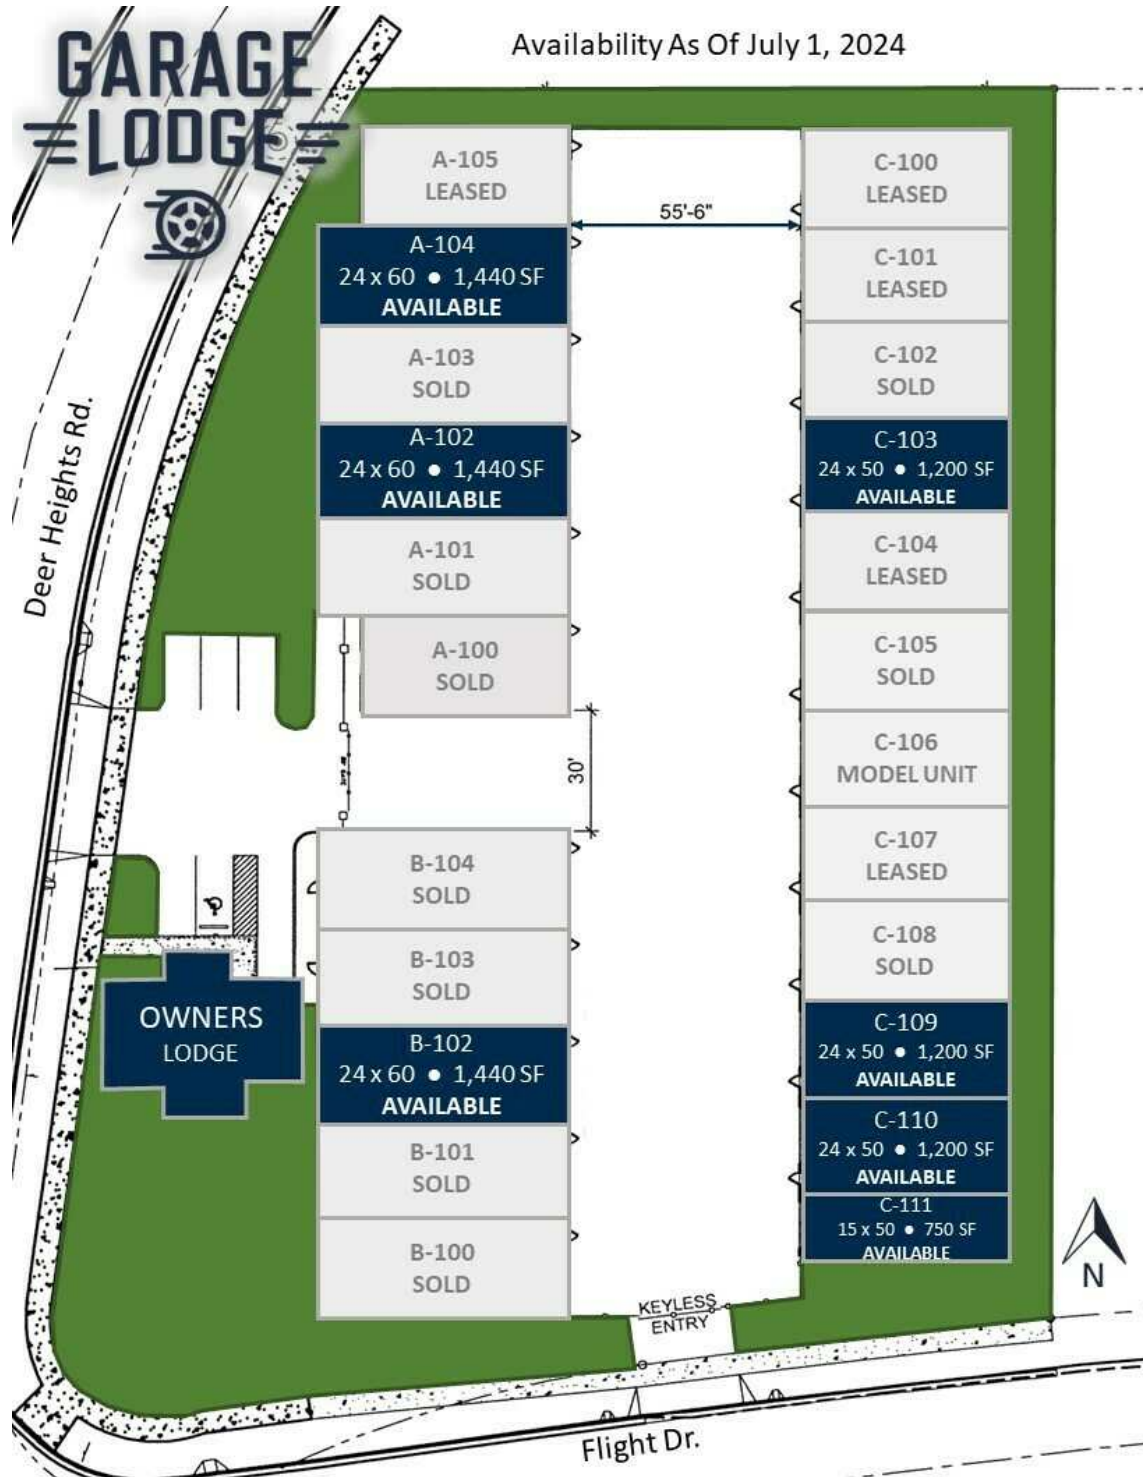 GARAGE
LODGE
Availability As Of July 1, 2024
A-105
LEASED
A-104
24 x 60 ● 1,440 SF
AVAILABLE
A-103
SOLD
A-102
24 x 60 ● 1,440 SF
AVAILABLE
A-101
SOLD
A-100
SOLD
55'-6"
30'
Deer Heights Rd.
B-104
SOLD
B-103
SOLD
B-102
24 x 60 ● 1,440 SF
AVAILABLE
B-101
SOLD
B-100
SOLD
OWNERS
LODGE
C-100
LEASED
C-101
LEASED
C-102
SOLD
C-103
24 x 50 ● 1,200 SF
AVAILABLE
C-104
LEASED
C-105
SOLD
C-106
MODEL UNIT
C-107
LEASED
C-108
SOLD
C-109
24 x 50 ● 1,200 SF
AVAILABLE
C-110
24 x 50 ● 1,200 SF
AVAILABLE
C-111
15 x 50 ● 750 SF
AVAILABLE
N
KEYLESS
ENTRY
Flight Dr.